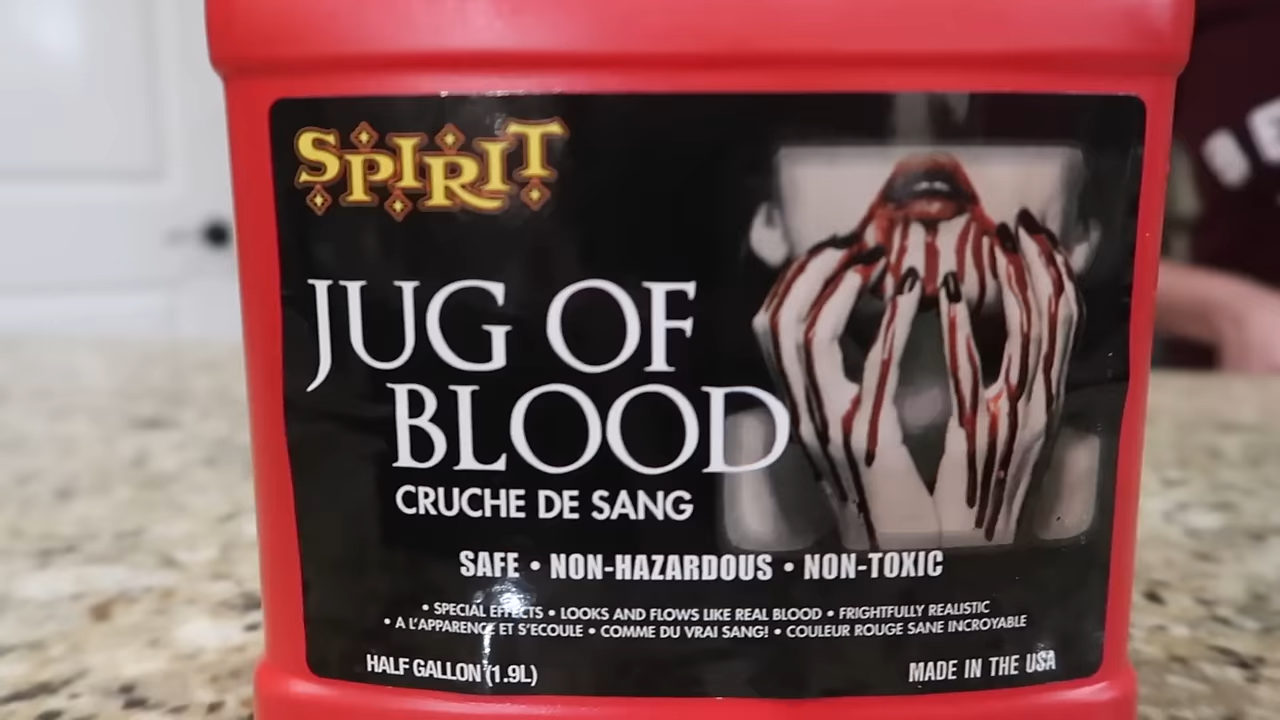 SPIRIT
JUG OF
BLOOD
CRUCHE DE SANG
SAFE • NON-HAZARDOUS • NON-TOXIC
• SPECIAL EFFECTS • LOOKS AND FLOWS LIKE REAL BLOOD • FRIGHTFULLY REALISTIC
• A L'APPARENCE ET S'ECOULE • COMME DU VRAI SANG! • COULEUR ROUGE SANE INCROYABLE
HALF GALLON (1.9L)
MADE IN THE USA